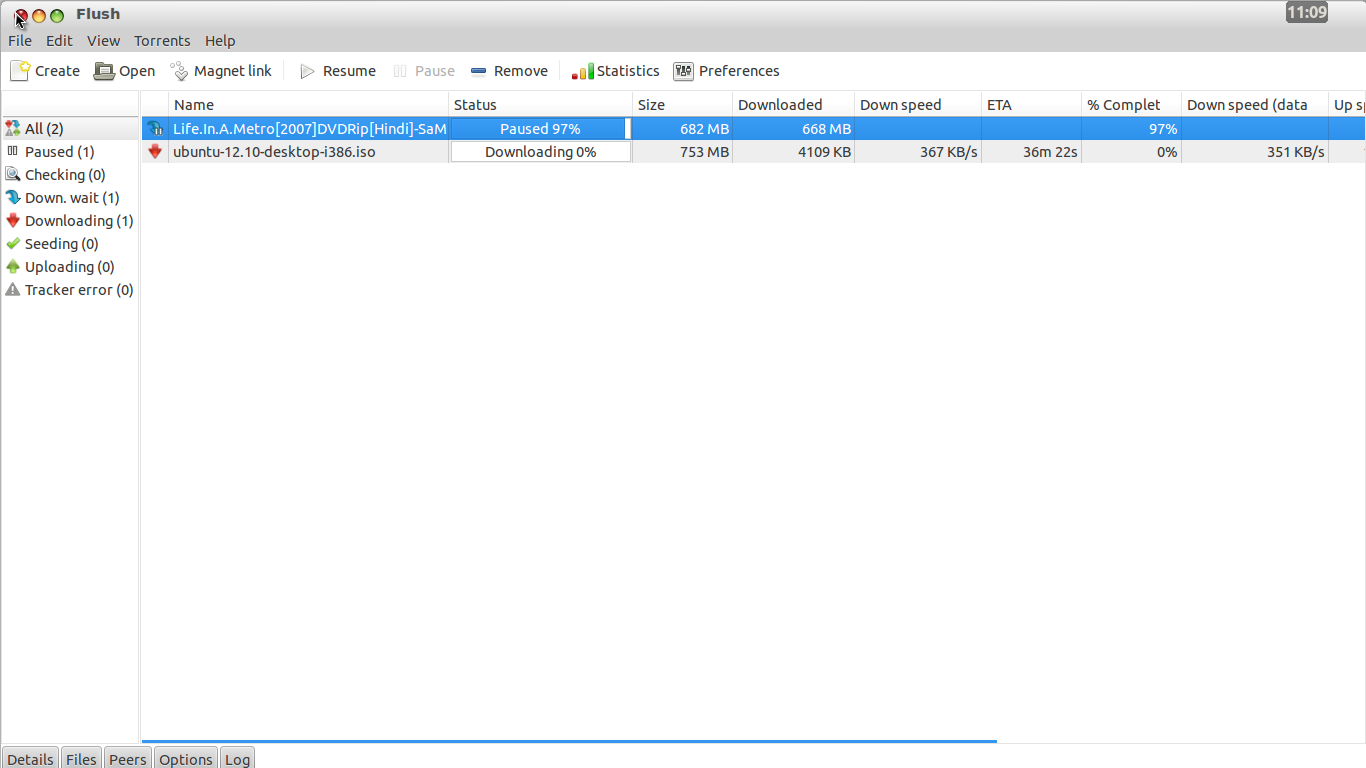 Flush 11:09
File Edit View Torrents Help
Create Open Magnet link Resume Pause Remove Statistics Preferences
Name Status Size Downloaded Down speed ETA % Complet Down speed (data Up sp
All (2)
Paused (1)
Checking (0)
Down. wait (1)
Downloading (1)
Seeding (0)
Uploading (0)
Tracker error (0)
Life.In.A.Metro[2007]DVDRip[Hindi]-SaM Paused 97% 682 MB 668 MB 97%
ubuntu-12.10-desktop-i386.iso Downloading 0% 753 MB 4109 KB 367 KB/s 36m 22s 0% 351 KB/s
Details Files Peers Options Log